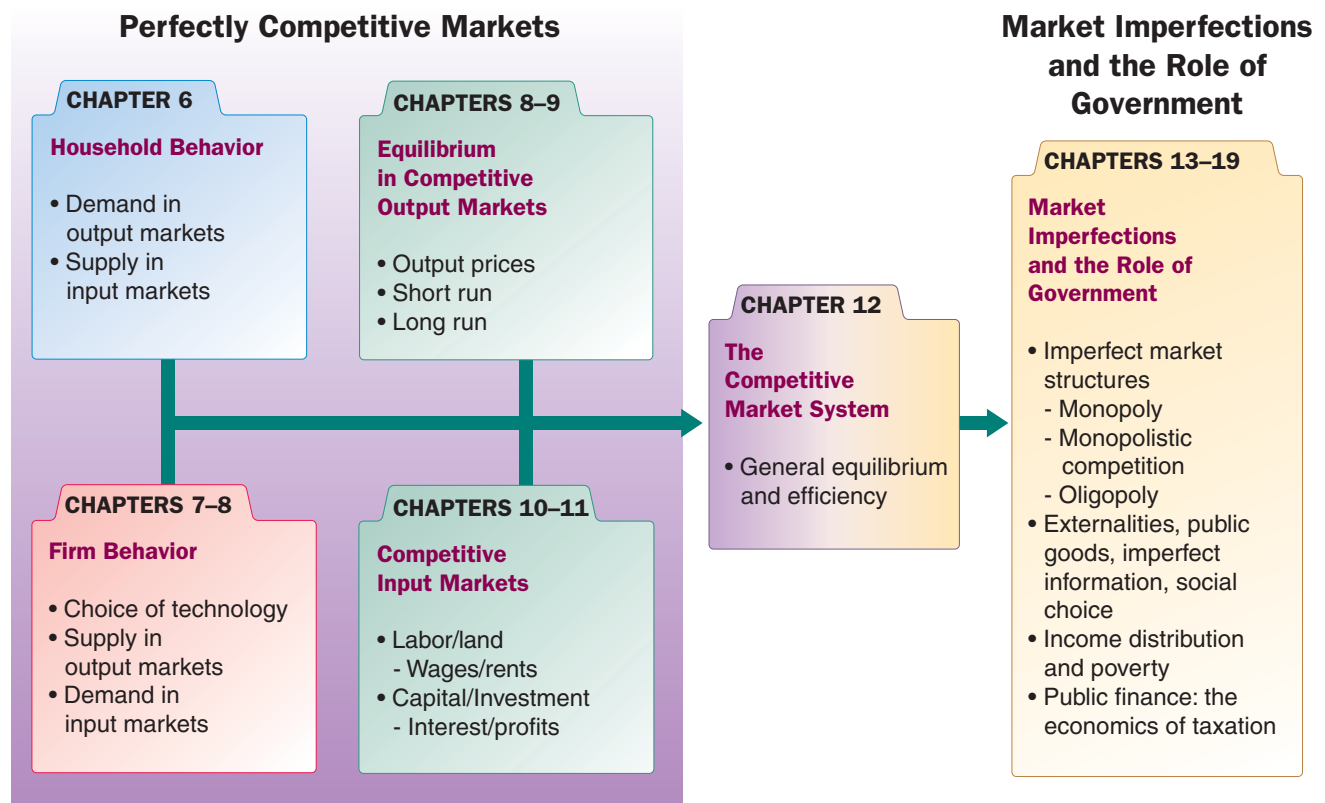 Perfectly Competitive Markets
CHAPTER 6
Household Behavior
• Demand in
output markets
• Supply in
input markets
CHAPTERS 8–9
Equilibrium
in Competitive
Output Markets
• Output prices
• Short run
• Long run
CHAPTERS 7–8
Firm Behavior
• Choice of technology
• Supply in
output markets
• Demand in
input markets
CHAPTERS 10–11
Competitive
Input Markets
• Labor/land
- Wages/rents
• Capital/Investment
- Interest/profits
CHAPTER 12
The
Competitive
Market System
• General equilibrium
and efficiency
Market Imperfections
and the Role of
Government
CHAPTERS 13–19
Market
Imperfections
and the Role of
Government
• Imperfect market
structures
- Monopoly
- Monopolistic
competition
- Oligopoly
• Externalities, public
goods, imperfect
information, social
choice
• Income distribution
and poverty
• Public finance: the
economics of taxation